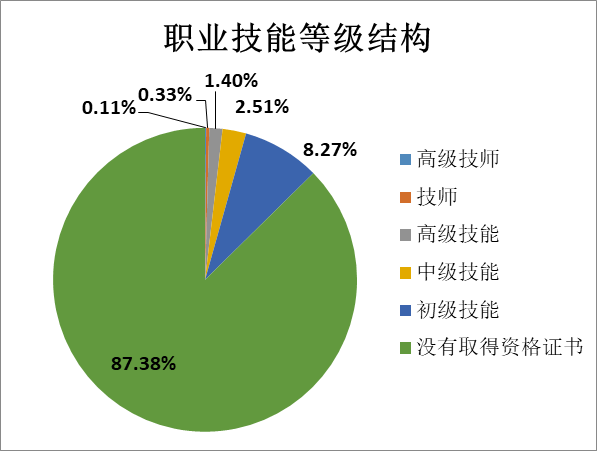 职业技能等级结构
1.40%
0.33%
2.51%
0.11%
8.27%
87.38%
高级技师
技师
高级技能
中级技能
初级技能
没有取得资格证书